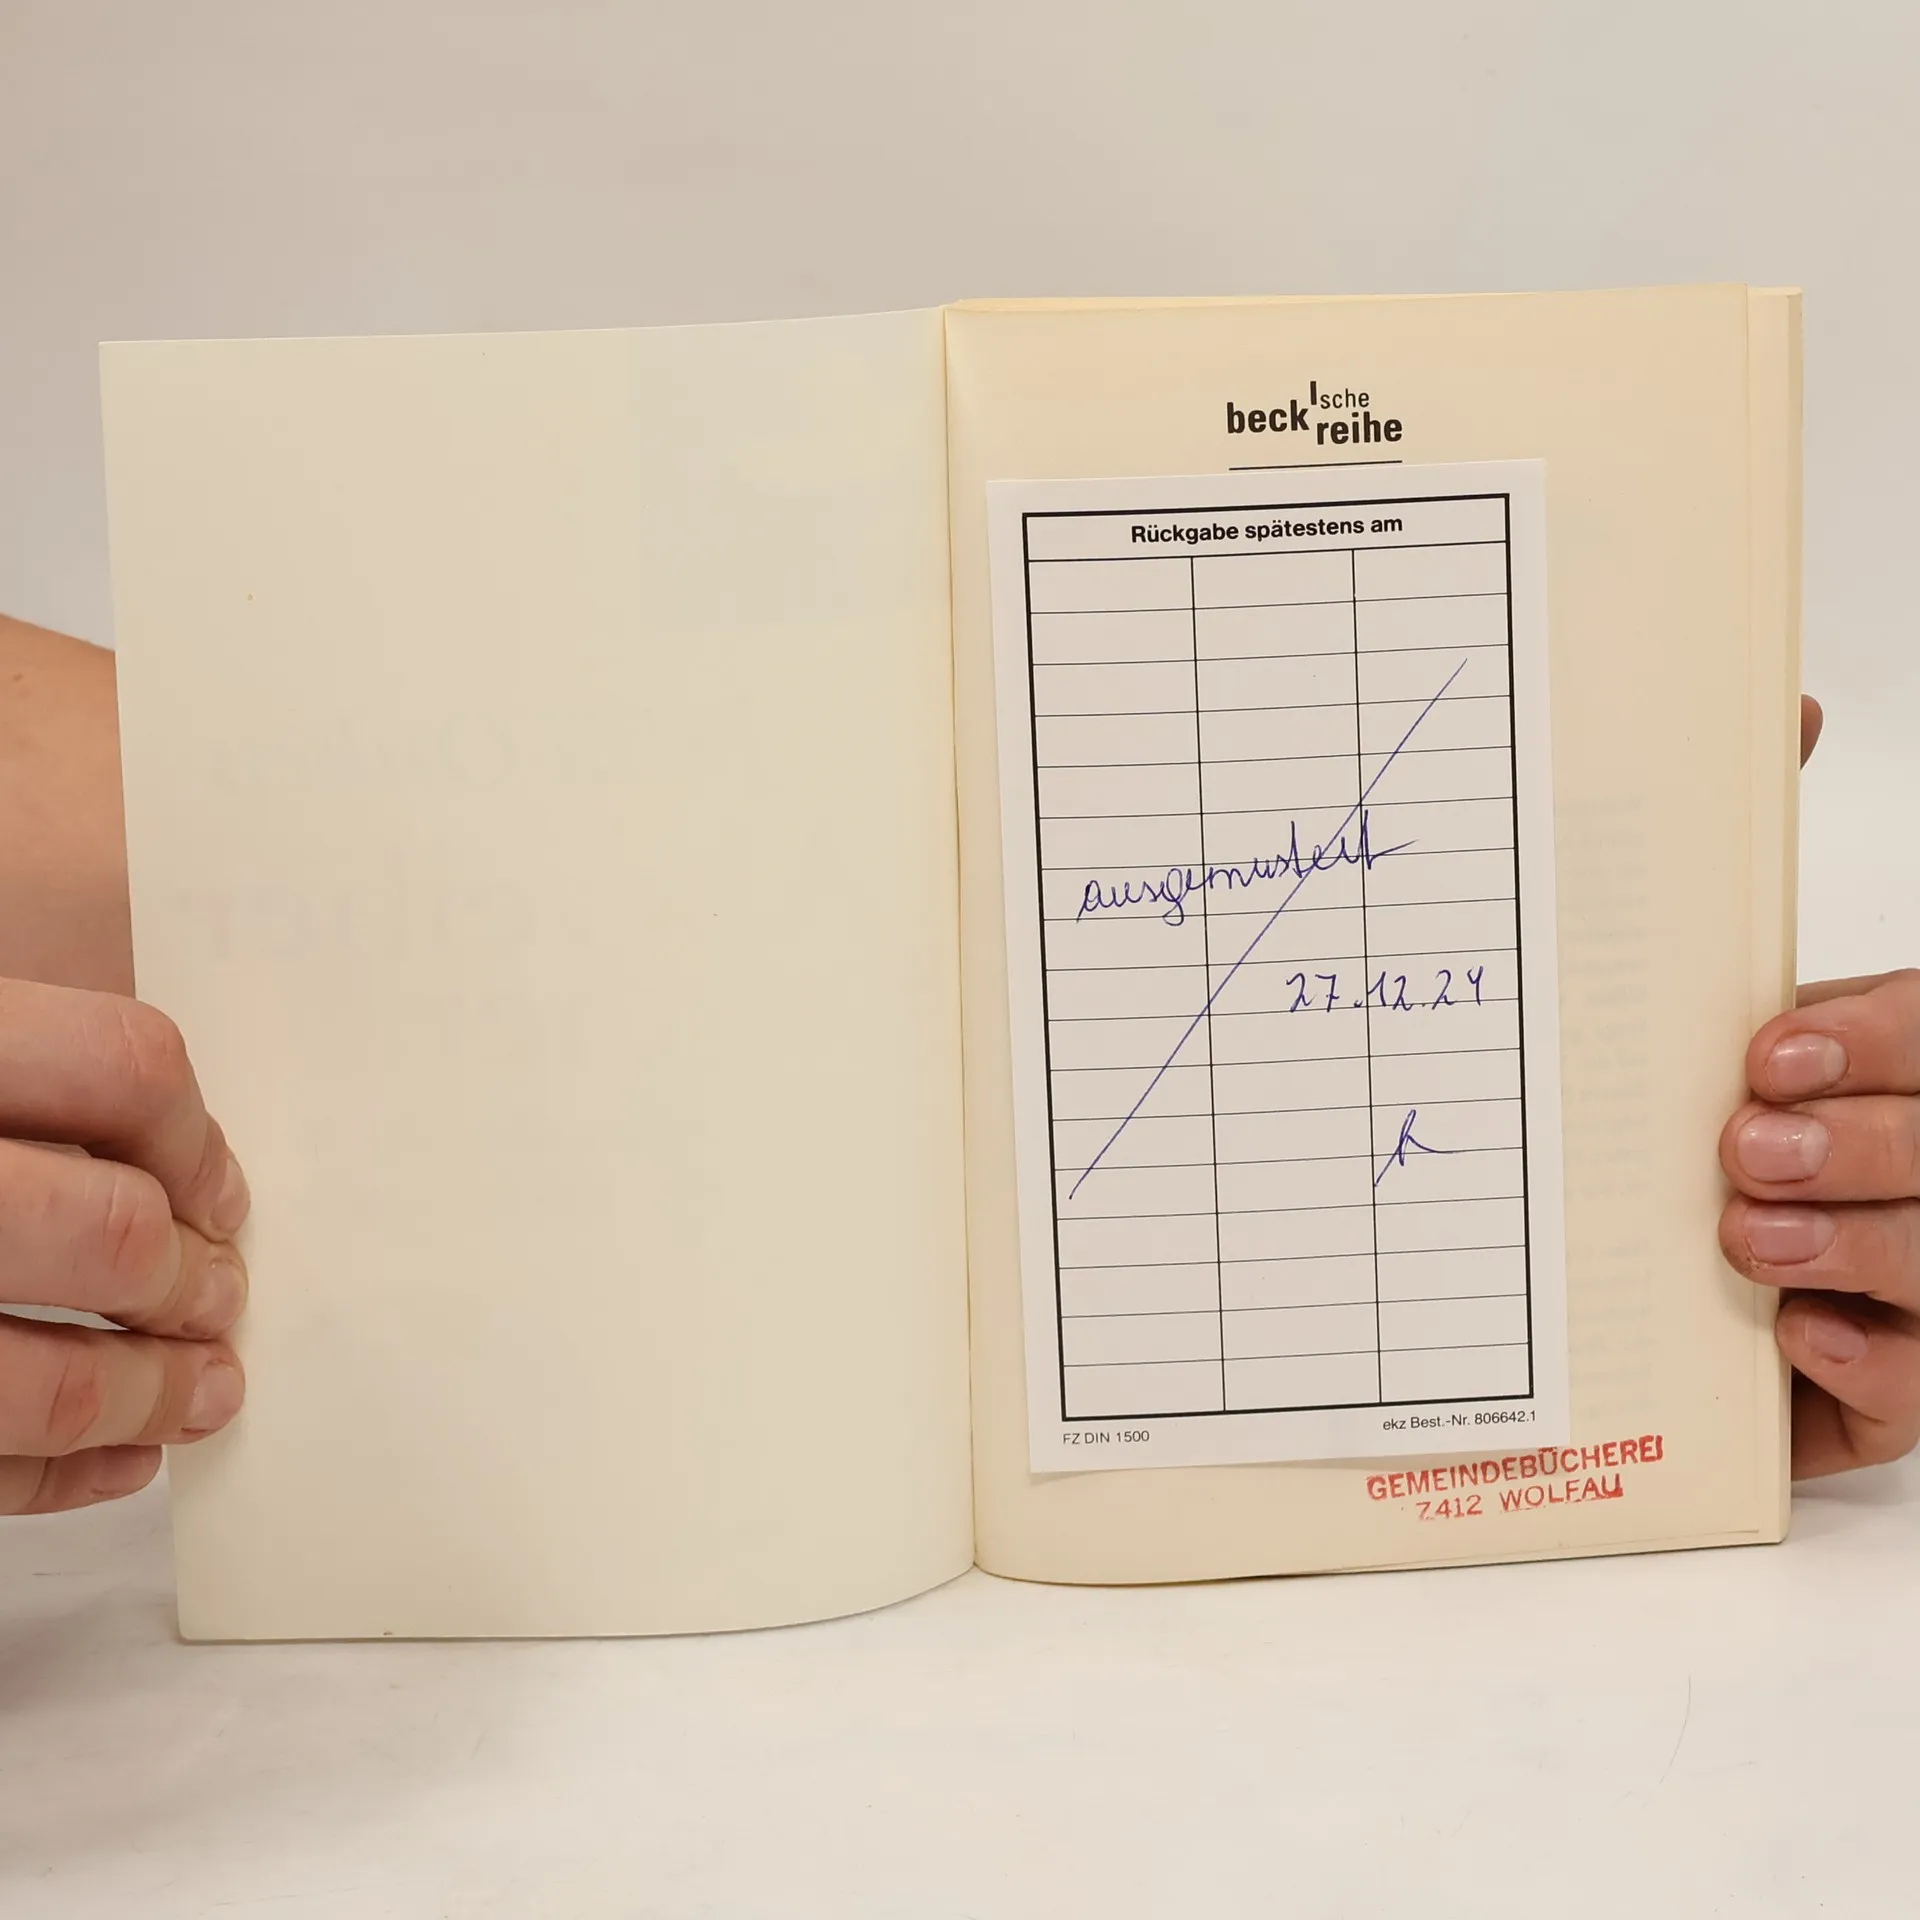 beck'sche
reihe
Rückgabe spätestens am
ausgemustert
27.12.24
FZ DIN 1500
ekz Best.-Nr. 806642.1
GEMEINDEBÜCHEREI
7412 WOLFAU